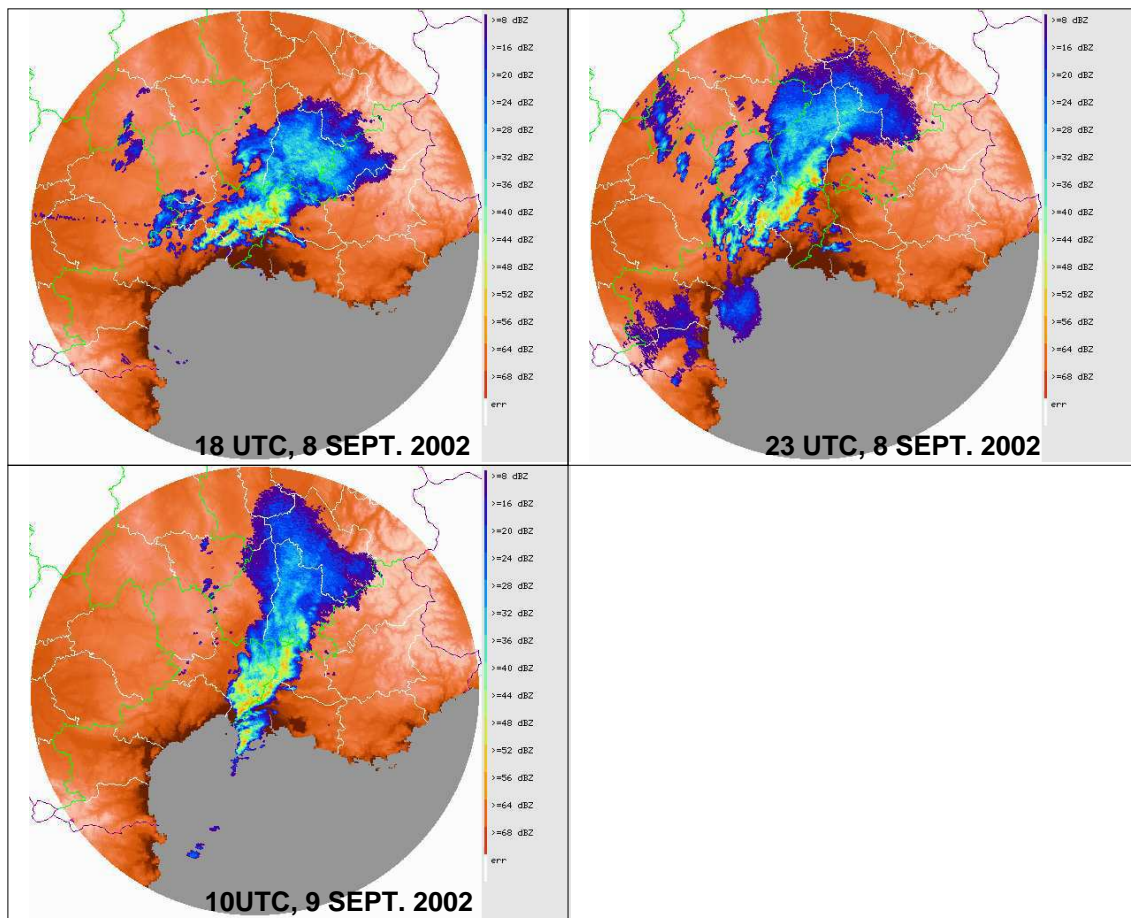 >=8 dBZ
>=16 dBZ
>=20 dBZ
>=24 dBZ
>=28 dBZ
>=32 dBZ
>=36 dBZ
>=40 dBZ
>=44 dBZ
>=48 dBZ
>=52 dBZ
>=56 dBZ
>=64 dBZ
>=68 dBZ
err
18 UTC, 8 SEPT. 2002
>=8 dBZ
>=16 dBZ
>=20 dBZ
>=24 dBZ
>=28 dBZ
>=32 dBZ
>=36 dBZ
>=40 dBZ
>=44 dBZ
>=48 dBZ
>=52 dBZ
>=56 dBZ
>=64 dBZ
>=68 dBZ
err
23 UTC, 8 SEPT. 2002
>=8 dBZ
>=16 dBZ
>=20 dBZ
>=24 dBZ
>=28 dBZ
>=32 dBZ
>=36 dBZ
>=40 dBZ
>=44 dBZ
>=48 dBZ
>=52 dBZ
>=56 dBZ
>=64 dBZ
>=68 dBZ
err
10UTC, 9 SEPT. 2002